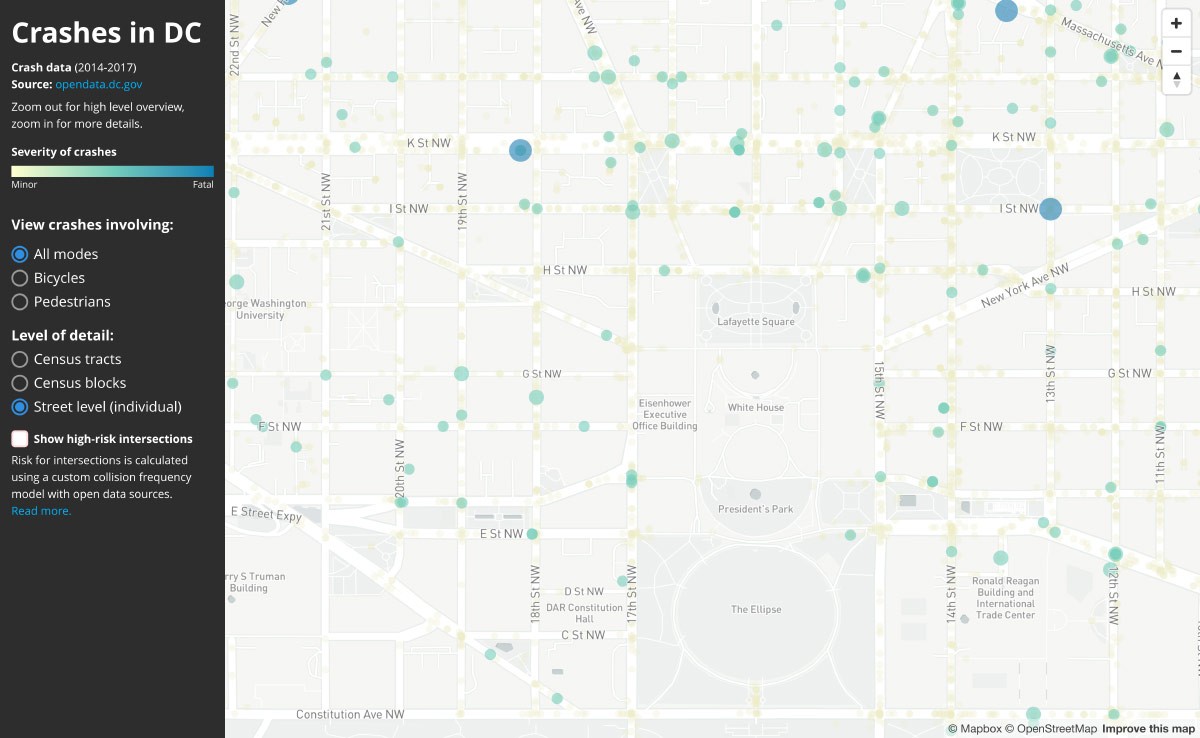 Crashes in DC
Crash data (2014-2017)
Source: opendata.dc.gov
Zoom out for high level overview,
zoom in for more details.
Severity of crashes
Minor Fatal
View crashes involving:
All modes
Bicycles
Pedestrians
Level of detail:
Census tracts
Census blocks
Street level (individual)
Show high-risk intersections
Risk for intersections is calculated
using a custom collision frequency
model with open data sources.
Read more.
22nd St NW
New
ve NW
Massachusetts Ave N
K St NW
K St NW
21st St NW
19th St NW
I St NW
I St NW
H St NW
New York Ave NW
H St NW
orge Washington
University
Lafayette Square
G St NW
15th St NW
13th St NW
G St NW
Eisenhower
Executive
Office Building
White House
F St NW
F St NW
20th St NW
11th St NW
E Street Expy
President's Park
E St NW
rry S Truman
Building
18th St NW
D St NW
DAR Constitution
Hall
17th St NW
C St NW
The Ellipse
14th St NW
Ronald Reagan
Building and
International
Trade Center
12th St NW
Constitution Ave NW
© Mapbox © OpenStreetMap Improve this map